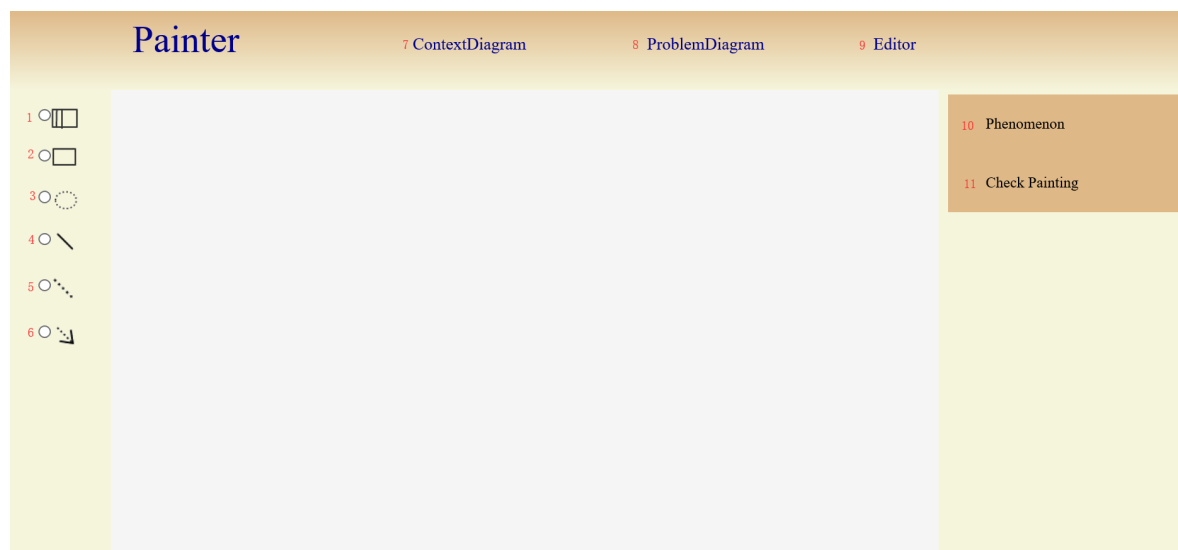 Painter
7 ContextDiagram
8 ProblemDiagram
9 Editor
1
2
3
4
5
6
10 Phenomenon
11 Check Painting